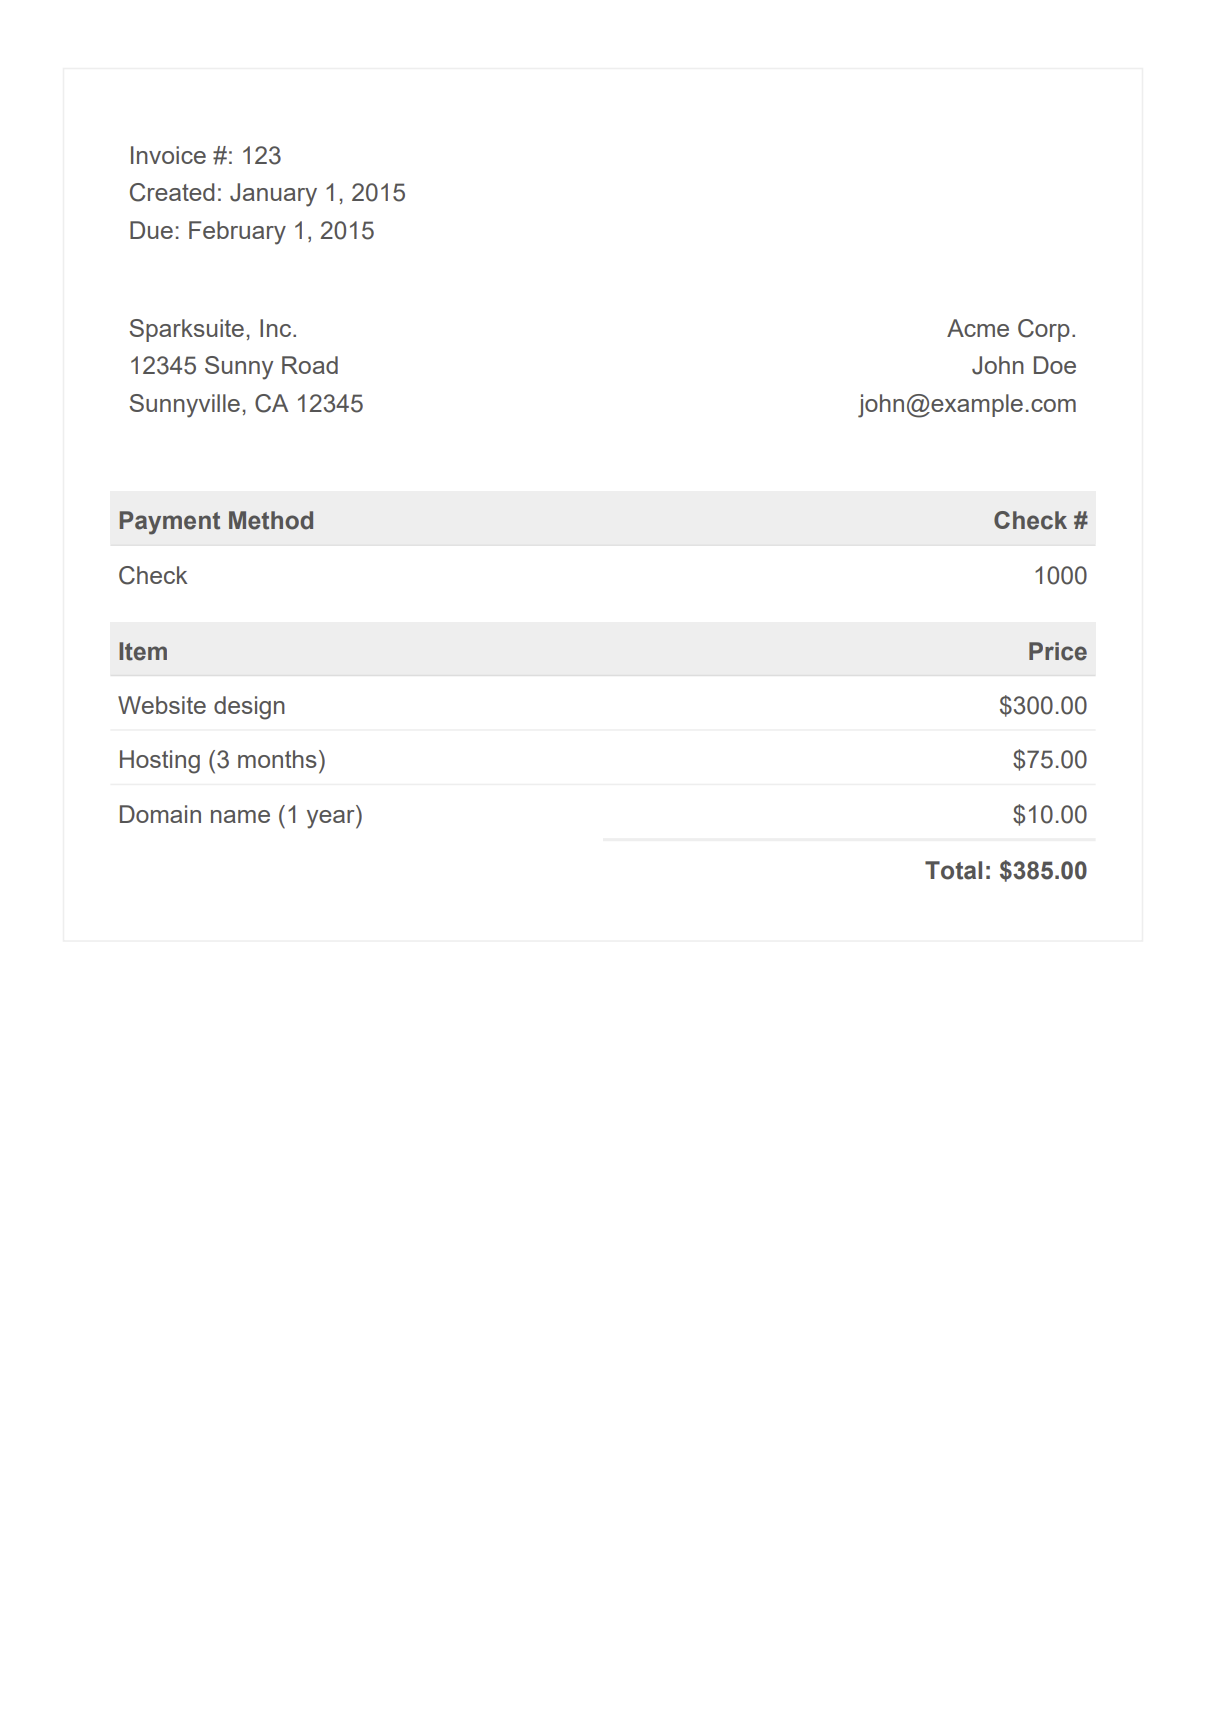 Invoice #: 123
Created: January 1, 2015
Due: February 1, 2015
Sparksuite, Inc.
12345 Sunny Road
Sunnyville, CA 12345
Acme Corp.
John Doe
john@example.com
Payment Method Check #
Check 1000
Item Price
Website design $300.00
Hosting (3 months) $75.00
Domain name (1 year) $10.00
Total: $385.00